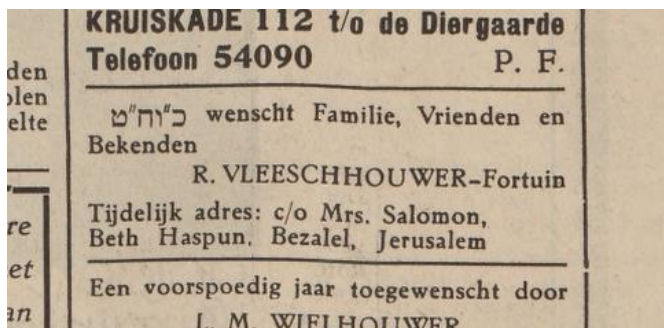 den
olen
elte
re
et
an
KRUISKADE 112 t/o de Diergaarde
Telefoon 54090 P. F.
כ"וח"ט wenscht Familie, Vrienden en
Bekenden
R. VLEESCHHOUWER-Fortuin
Tijdelijk adres: c/o Mrs. Salomon,
Beth Haspun, Bezalel, Jerusalem
Een voorspoedig jaar toegewenscht door
L. M. WIELHOUWER